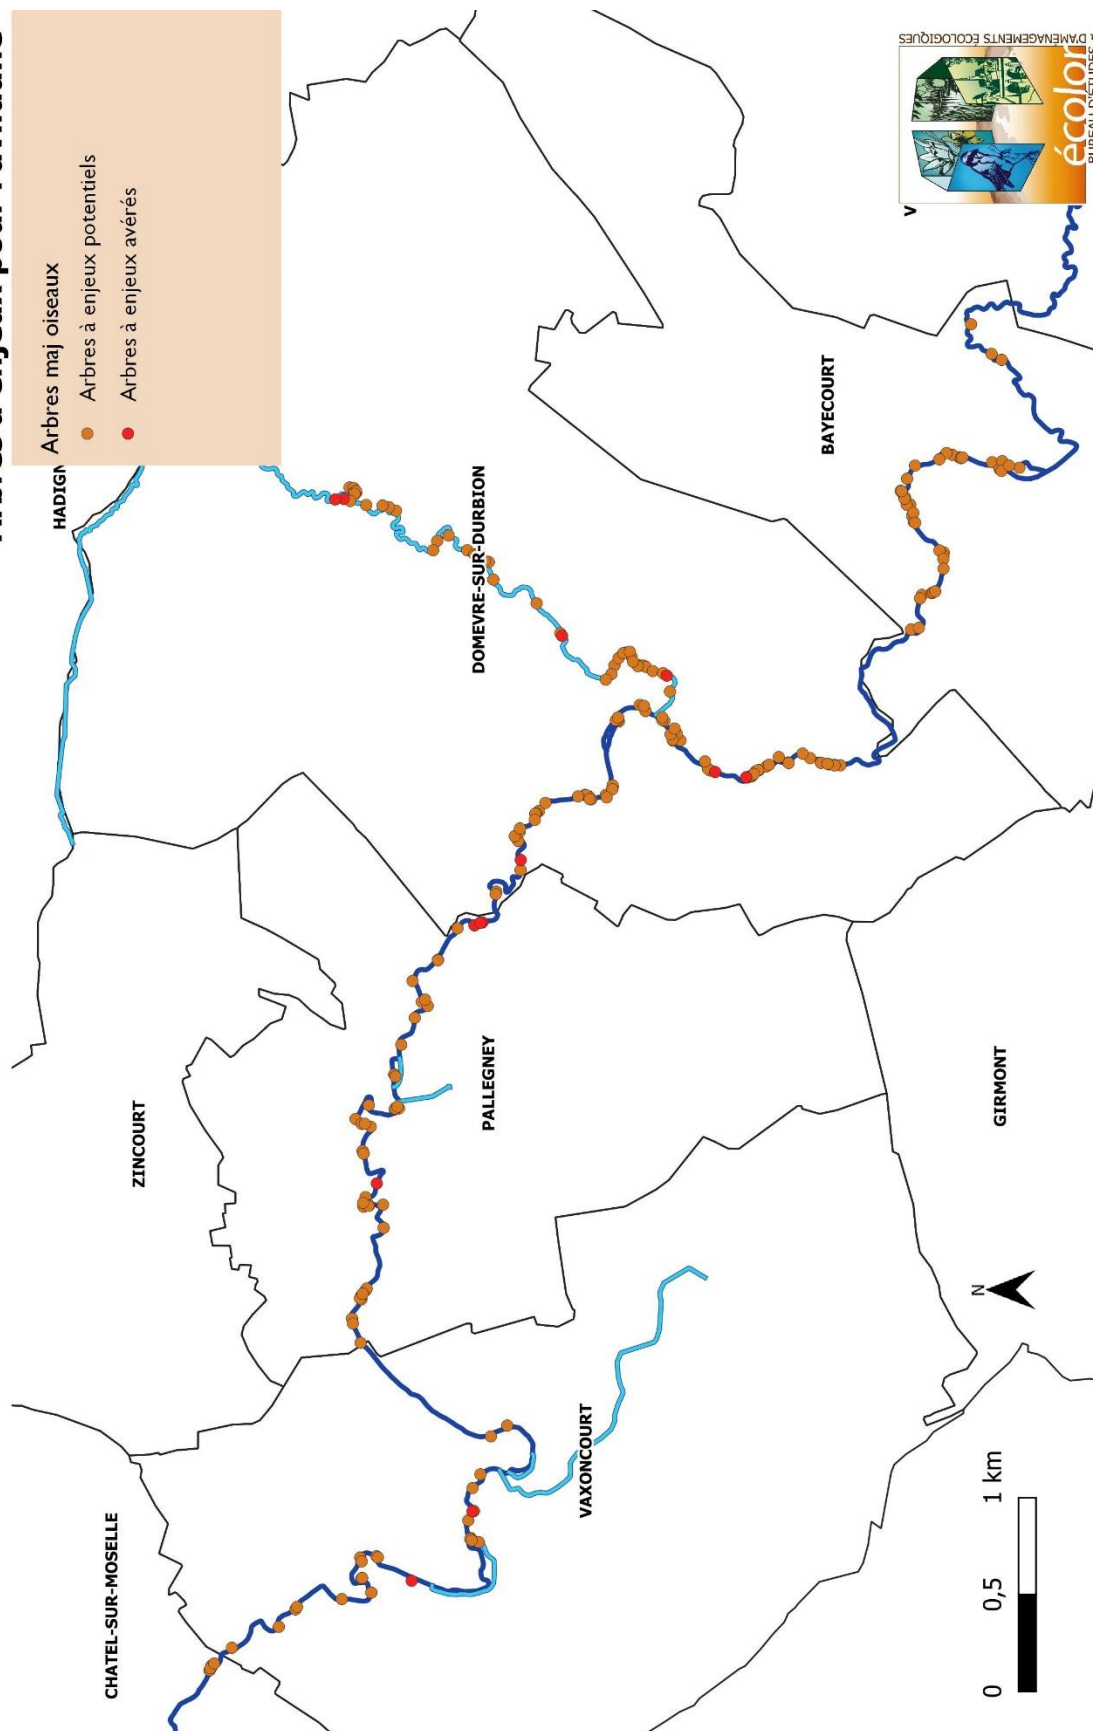 Arbres maj oiseaux
Arbres à enjeux potentiels
Arbres à enjeux avérés
HADIGN
ZINCOURT
CHATEL-SUR-MOSELLE
DOMEVRE-SUR-DURBION
PALLEGNEY
VAXONCOURT
BAYECOURT
GIRMONT
V
N
0 0,5 1 km
écolor
BUREAU D'ÉTUDES
D'AMÉNAGEMENTS ÉCOLOGIQUES